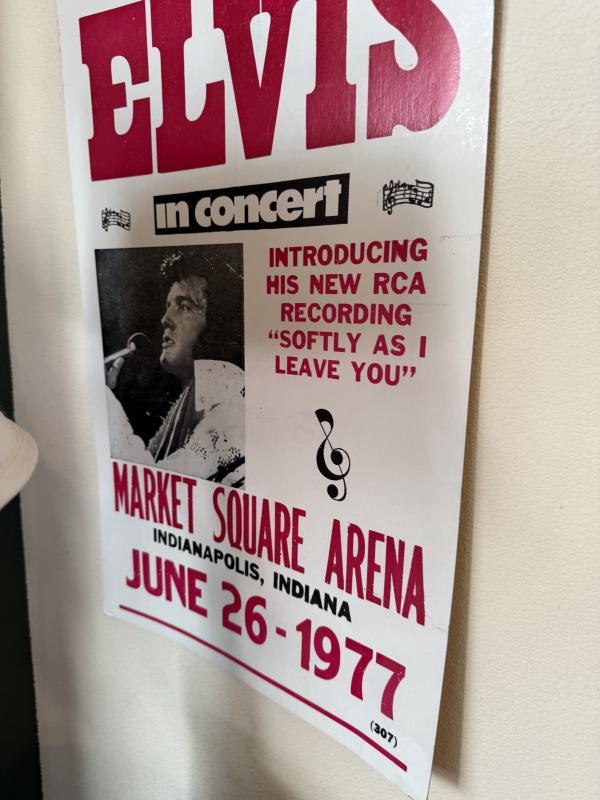 ELVIS
in concert
INTRODUCING
HIS NEW RCA
RECORDING
“SOFTLY AS I
LEAVE YOU”
MARKET SQUARE ARENA
INDIANAPOLIS, INDIANA
JUNE 26-1977
(307)